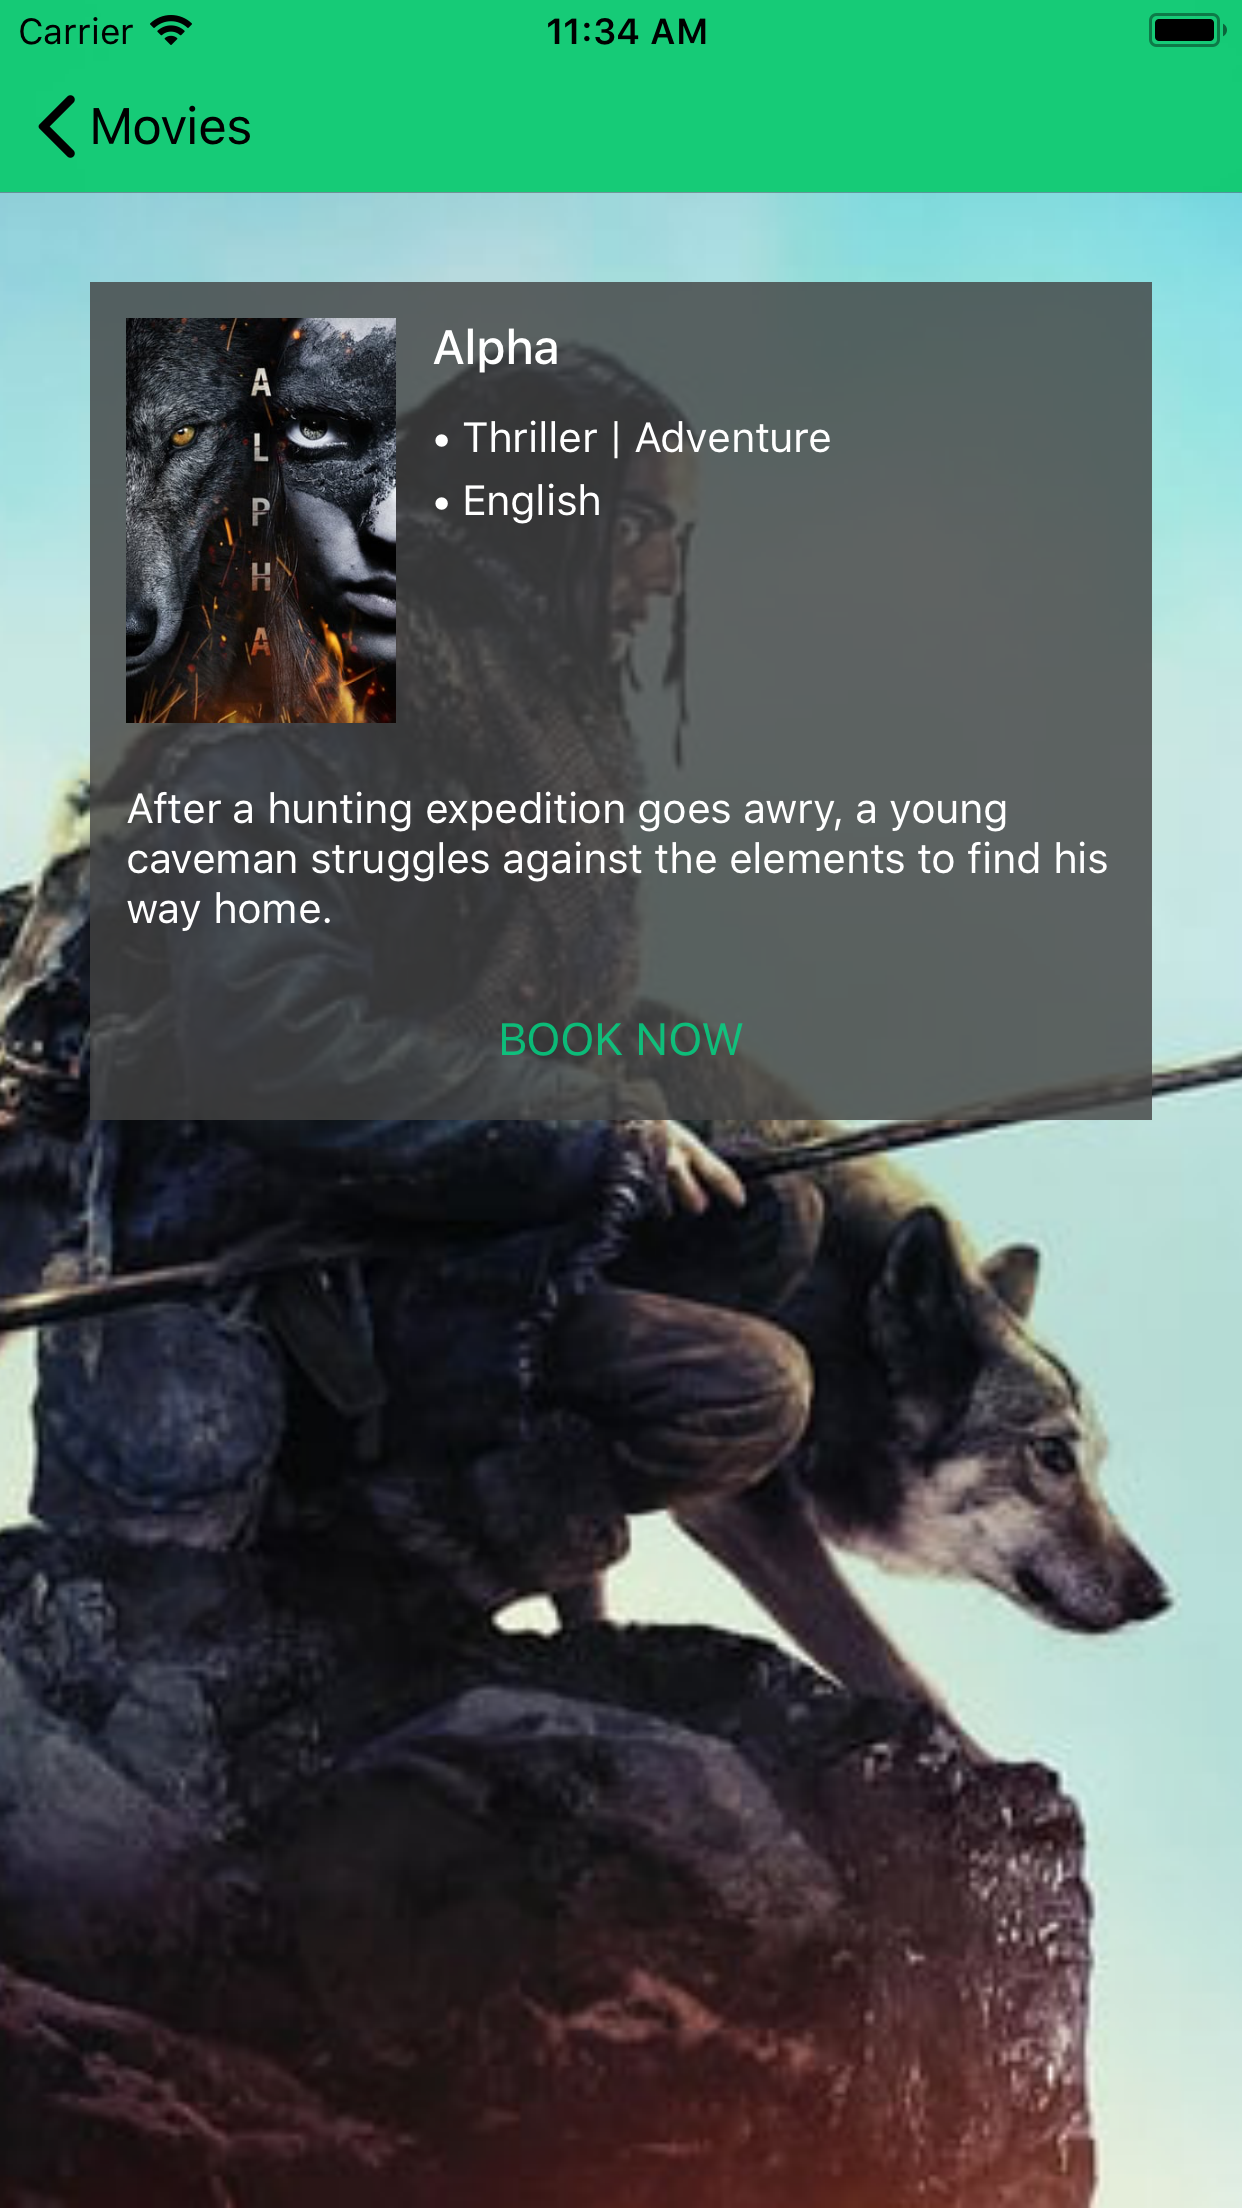 Carrier 11:34 AM
Movies
A
L
P
H
A
Alpha
• Thriller | Adventure
• English
After a hunting expedition goes awry, a young
caveman struggles against the elements to find his
way home.
BOOK NOW